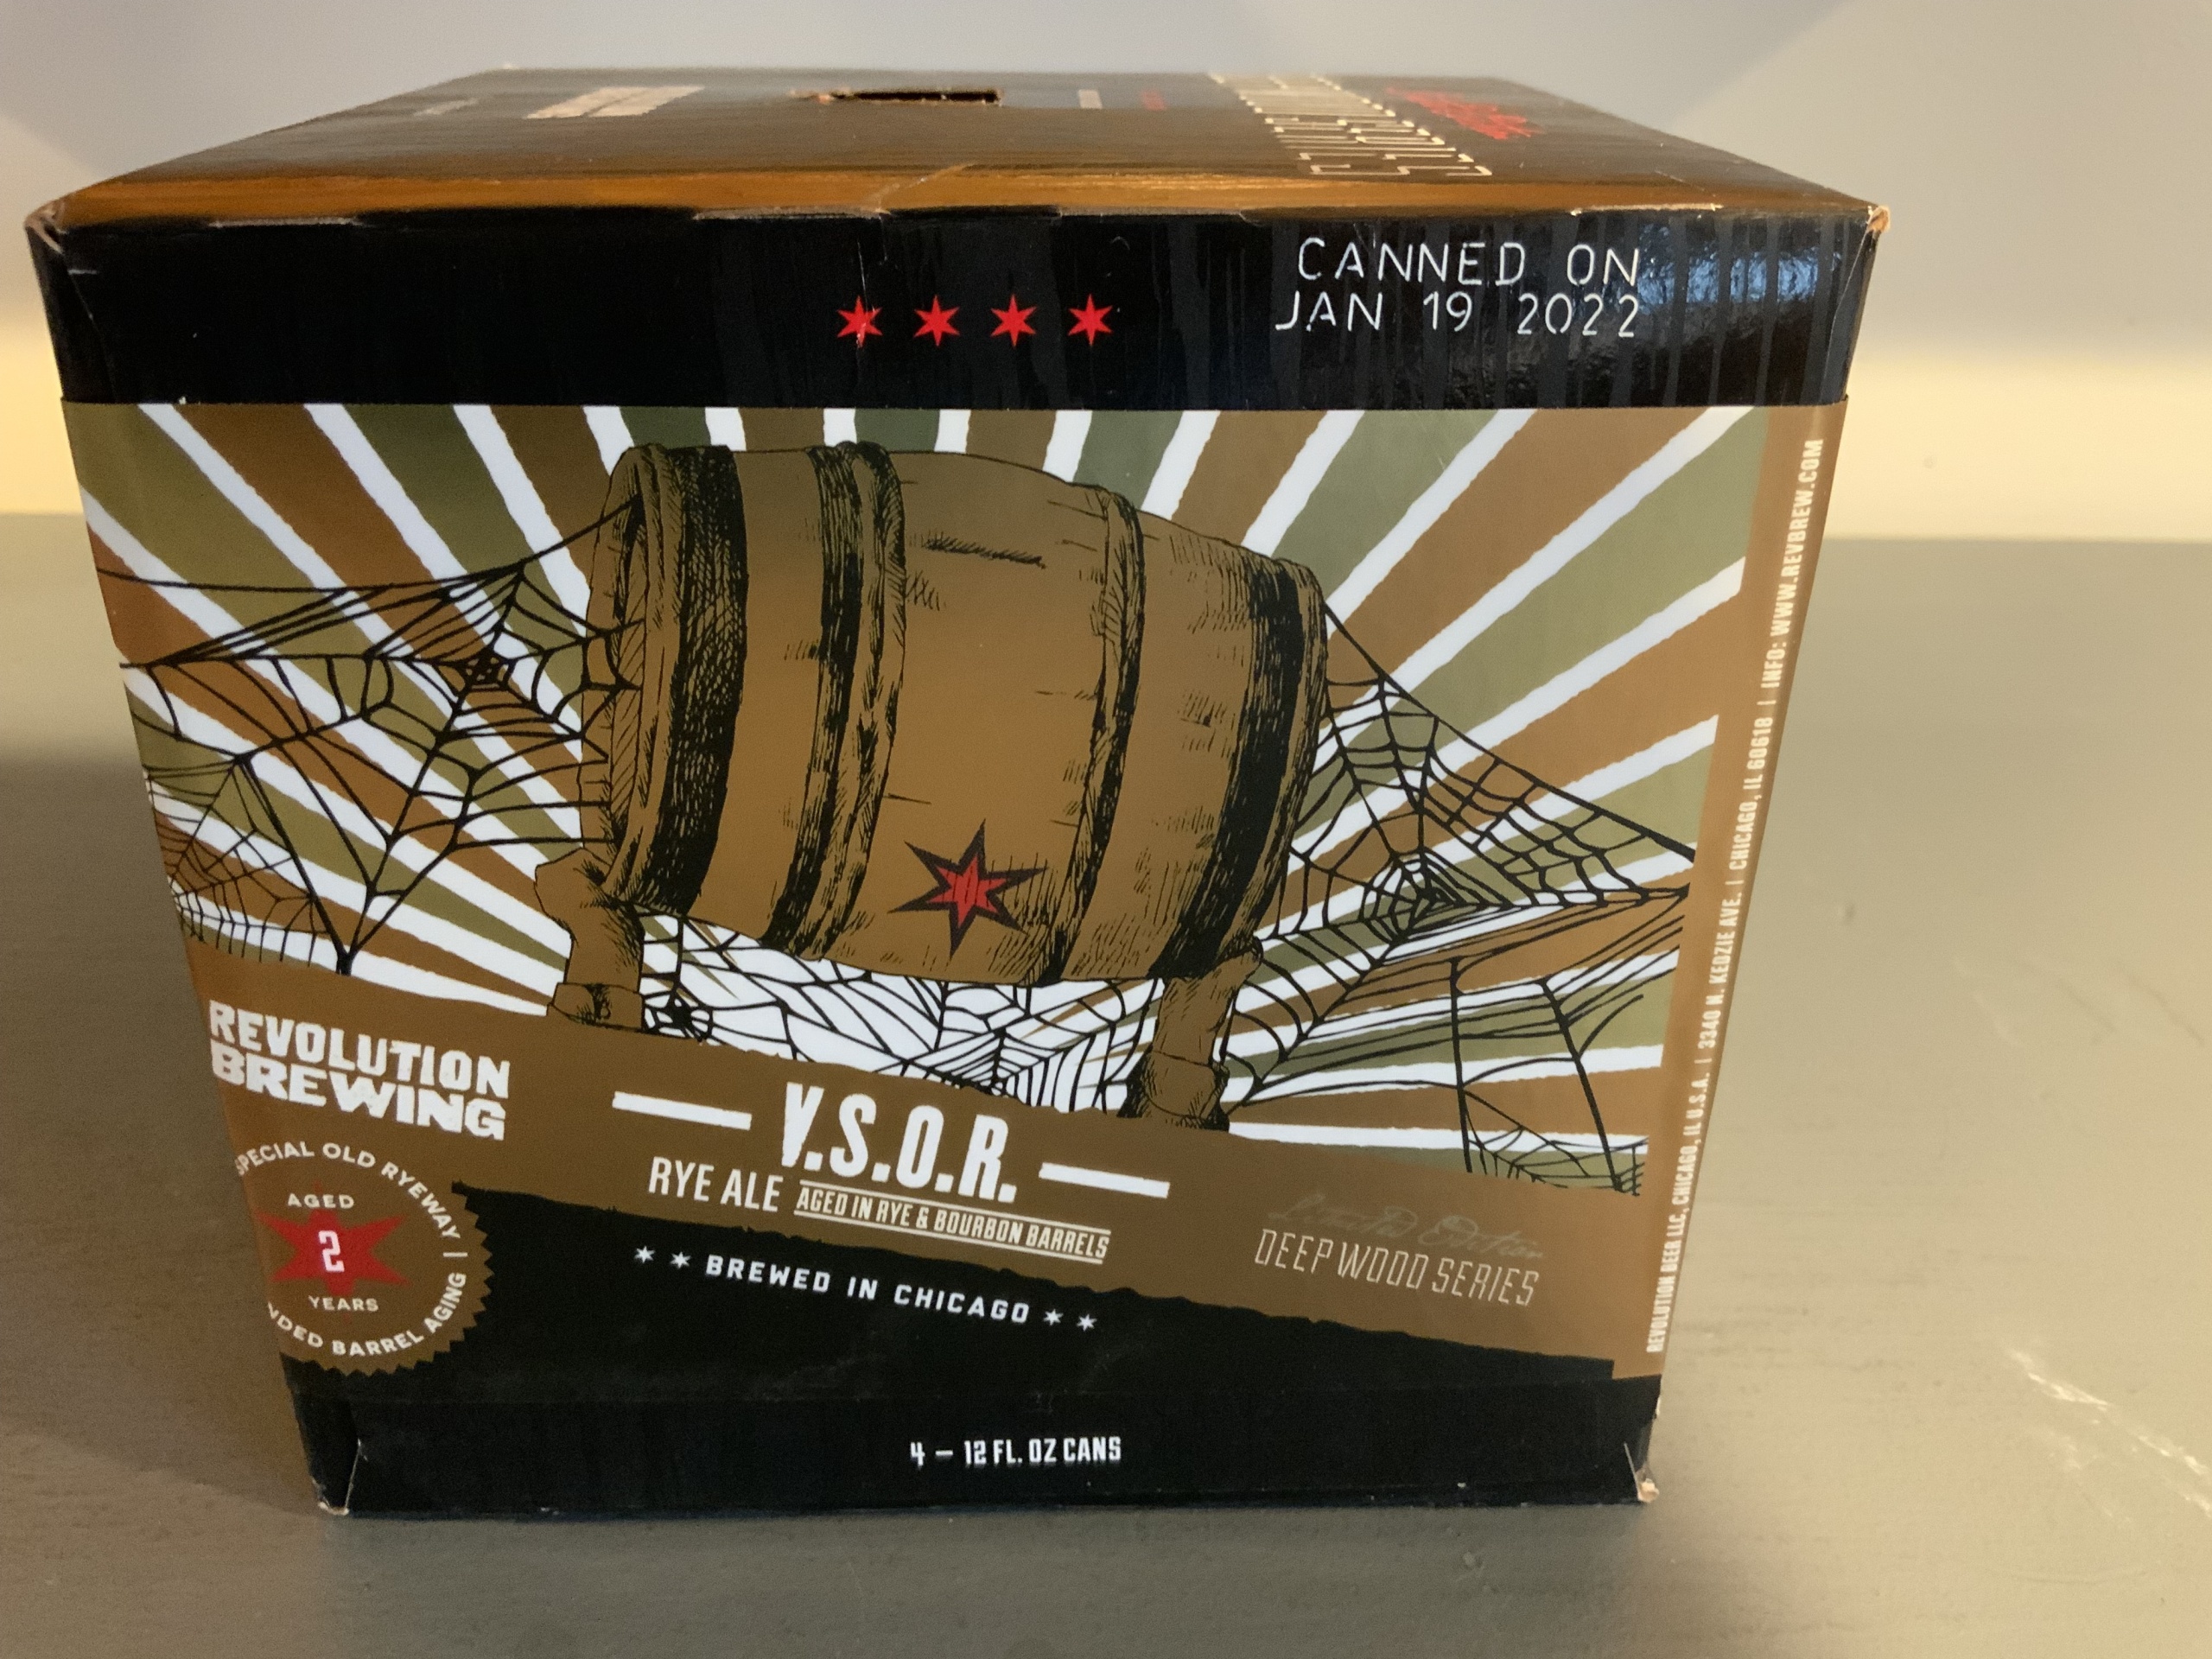 CANNED ON
JAN 19 2022
REVOLUTION
BREWING
V.S.O.R.
RYE ALE
AGED IN RYE & BOURBON BARRELS
★ ★ BREWED IN CHICAGO ★ ★
SPECIAL OLD RYEWAY |
AGED
2
YEARS
BARREL AGING
Limited Edition
DEEP WOOD SERIES
4 – 12 FL. OZ CANS
REVOLUTION BEER LLC, CHICAGO, IL U.S.A. | 3340 N. KEDZIE AVE. | CHICAGO, IL 60618 | INFO: WWW.REVBREW.COM